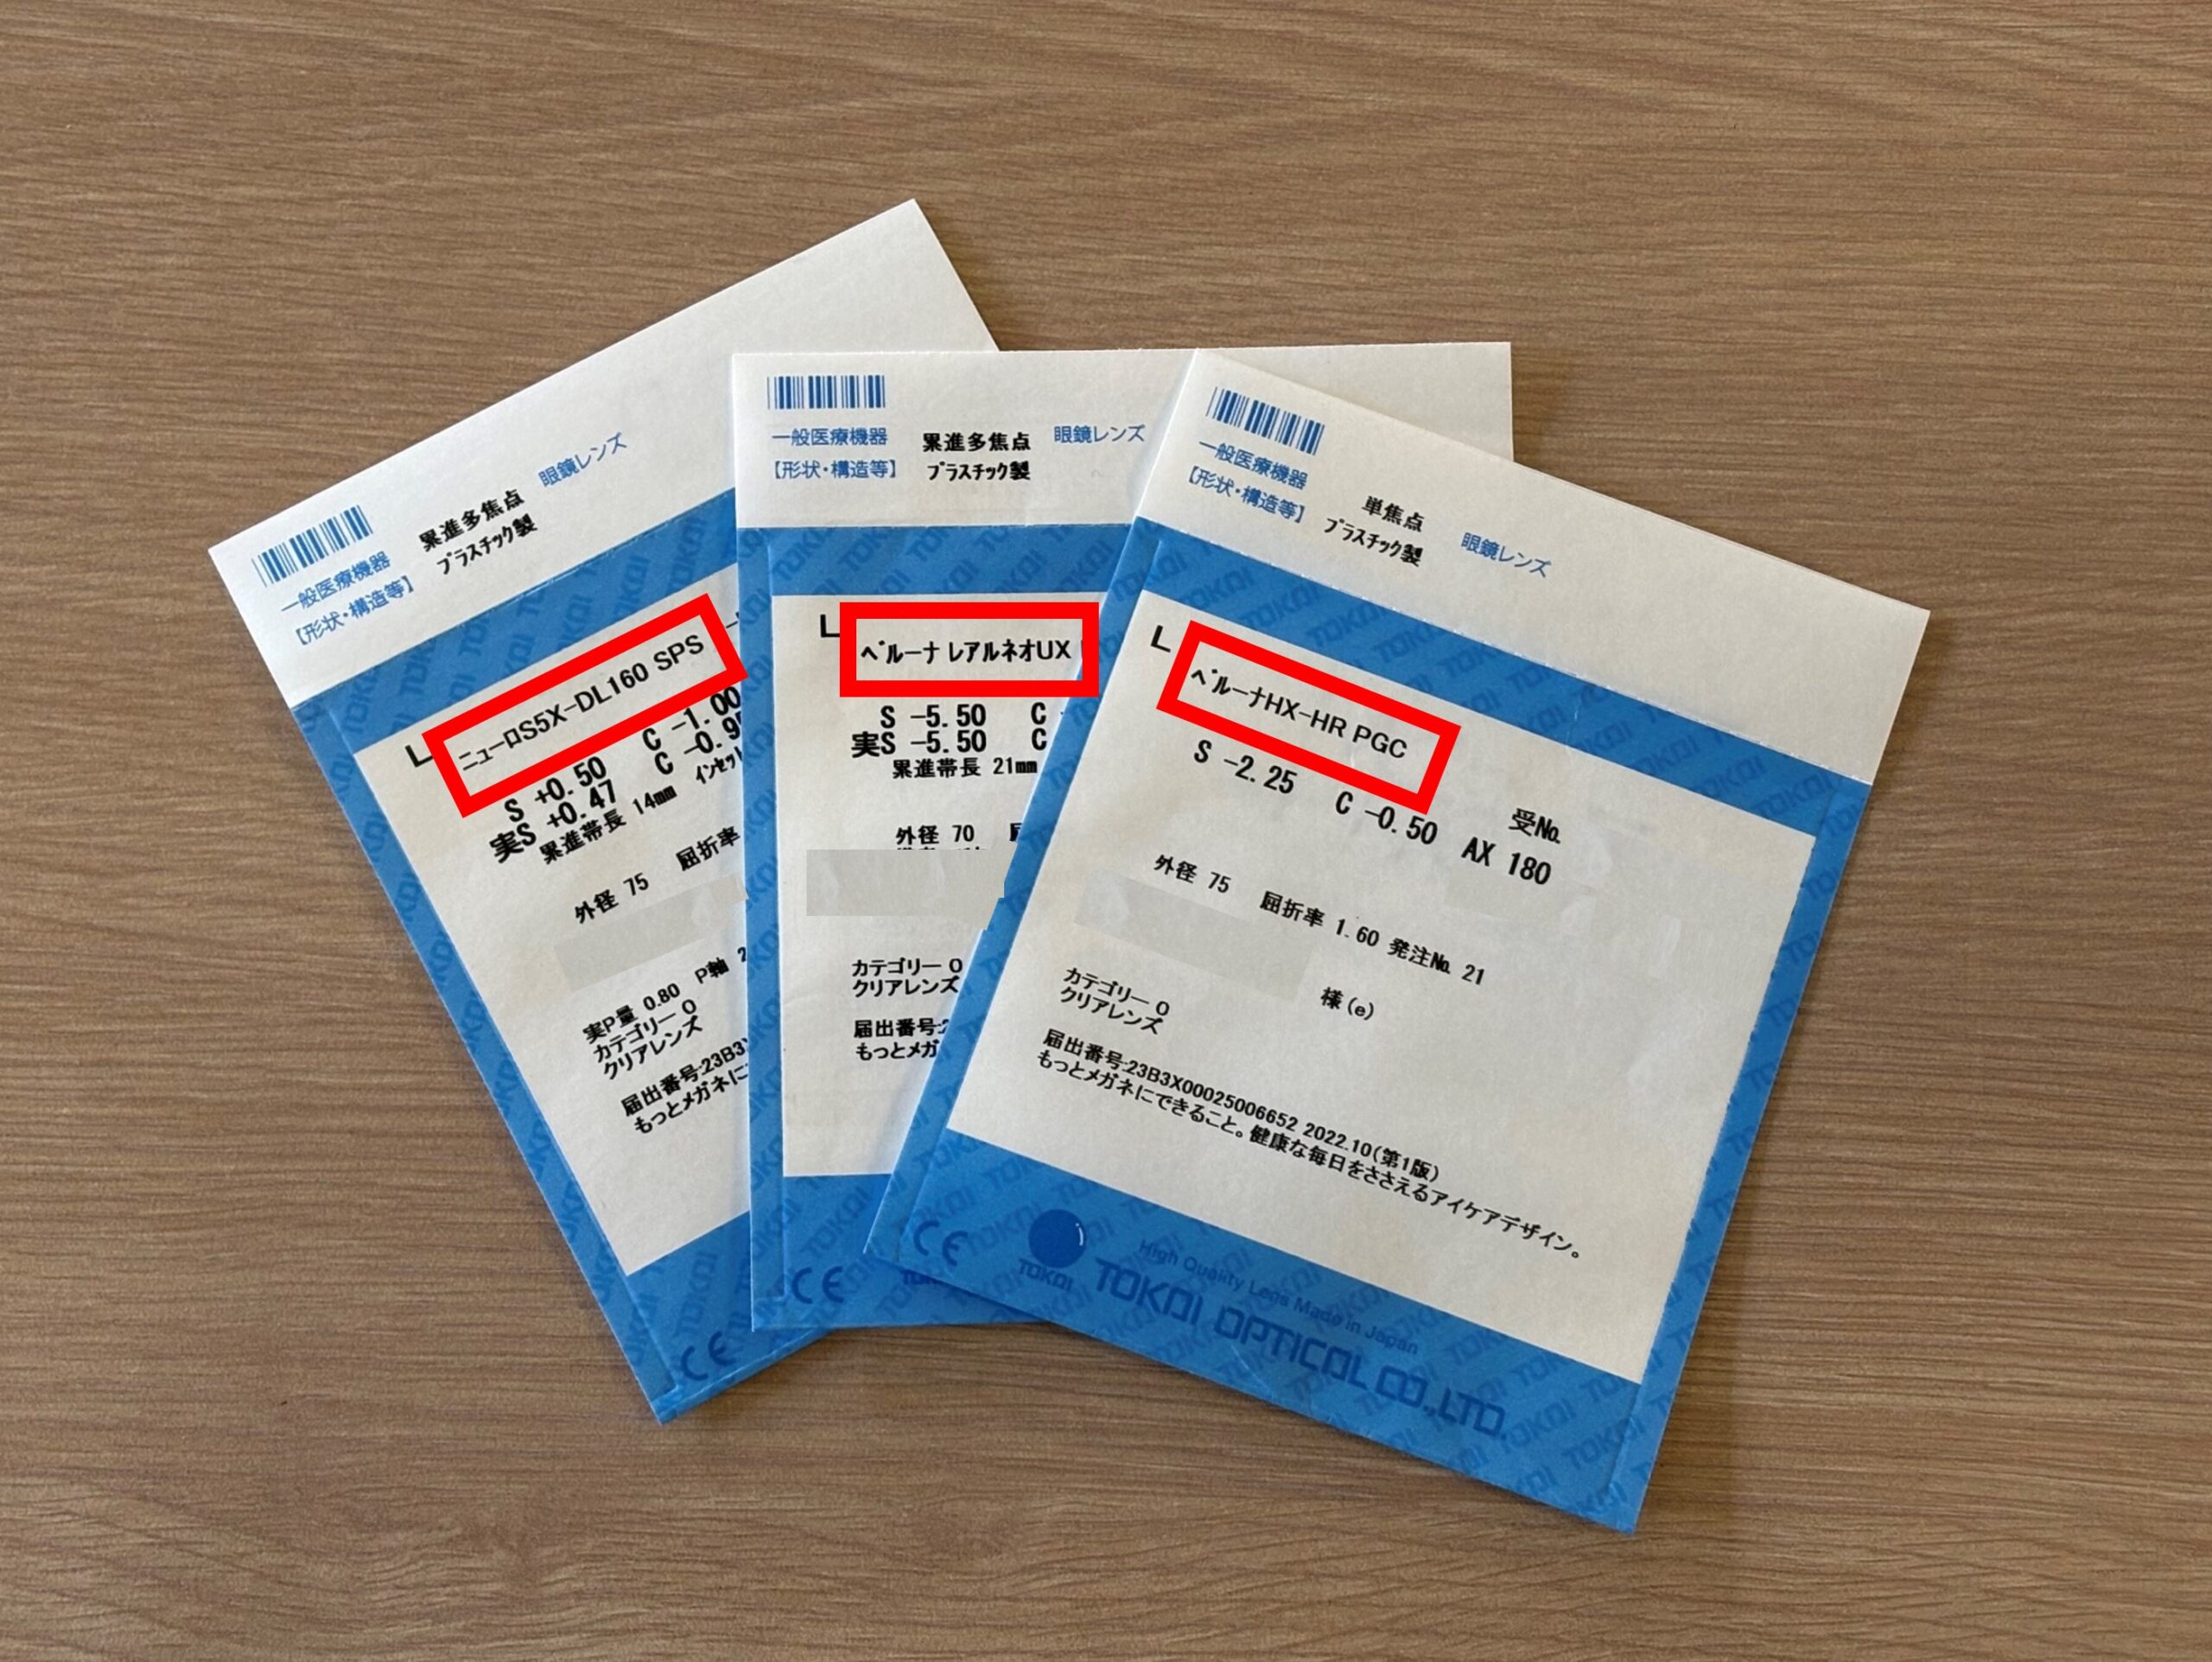 一般医療機器 累進多焦点 眼鏡レンズ
【形状・構造等】 プラスチック製
L
ニューロS5X-DL160 SPS
S +0.50 C -1.00
実S +0.47 C -0.9
累進帯長 14mm インセット
外径 75 屈折率
実P量 0.80 P軸 2
カテゴリー 0
クリアレンズ
届出番号:23B3X
もっとメガネに
CE
一般医療機器 累進多焦点 眼鏡レンズ
【形状・構造等】 プラスチック製
L
ベルーナ レアルネオUX
S -5.50 C
実S -5.50 C
累進帯長 21mm
外径 70
カテゴリー 0
クリアレンズ
届出番号:2
もっとメガ
CE
一般医療機器 単焦点 眼鏡レンズ
【形状・構造等】 プラスチック製
L
ベルーナHX-HR PGC
受No.
S -2.25 C -0.50 AX 180
外径 75 屈折率 1.60 発注No. 21
様(e)
カテゴリー 0
クリアレンズ
届出番号:23B3X00025006652 2022.10(第1版)
もっとメガネにできること。健康な毎日をささえるアイケアデザイン。
CE
TOKAI
High Quality Lens Made in Japan
TOKAI OPTICAL CO.,LTD.